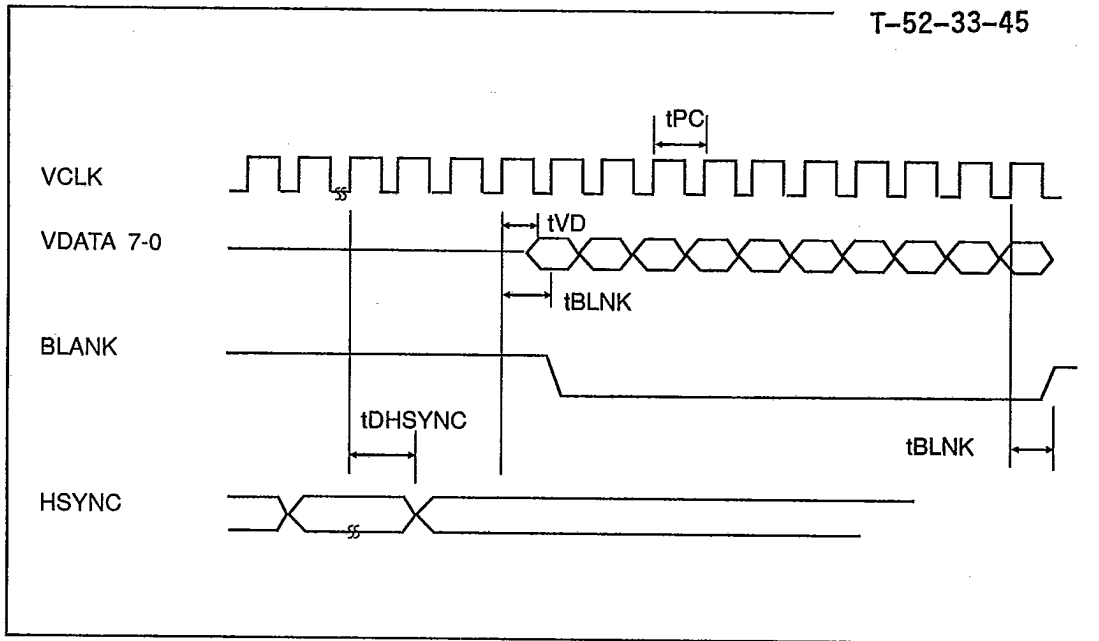 T-52-33-45
tPC
VCLK
tVD
VDATA 7-0
tBLNK
BLANK
tDHSYNC
tBLNK
HSYNC